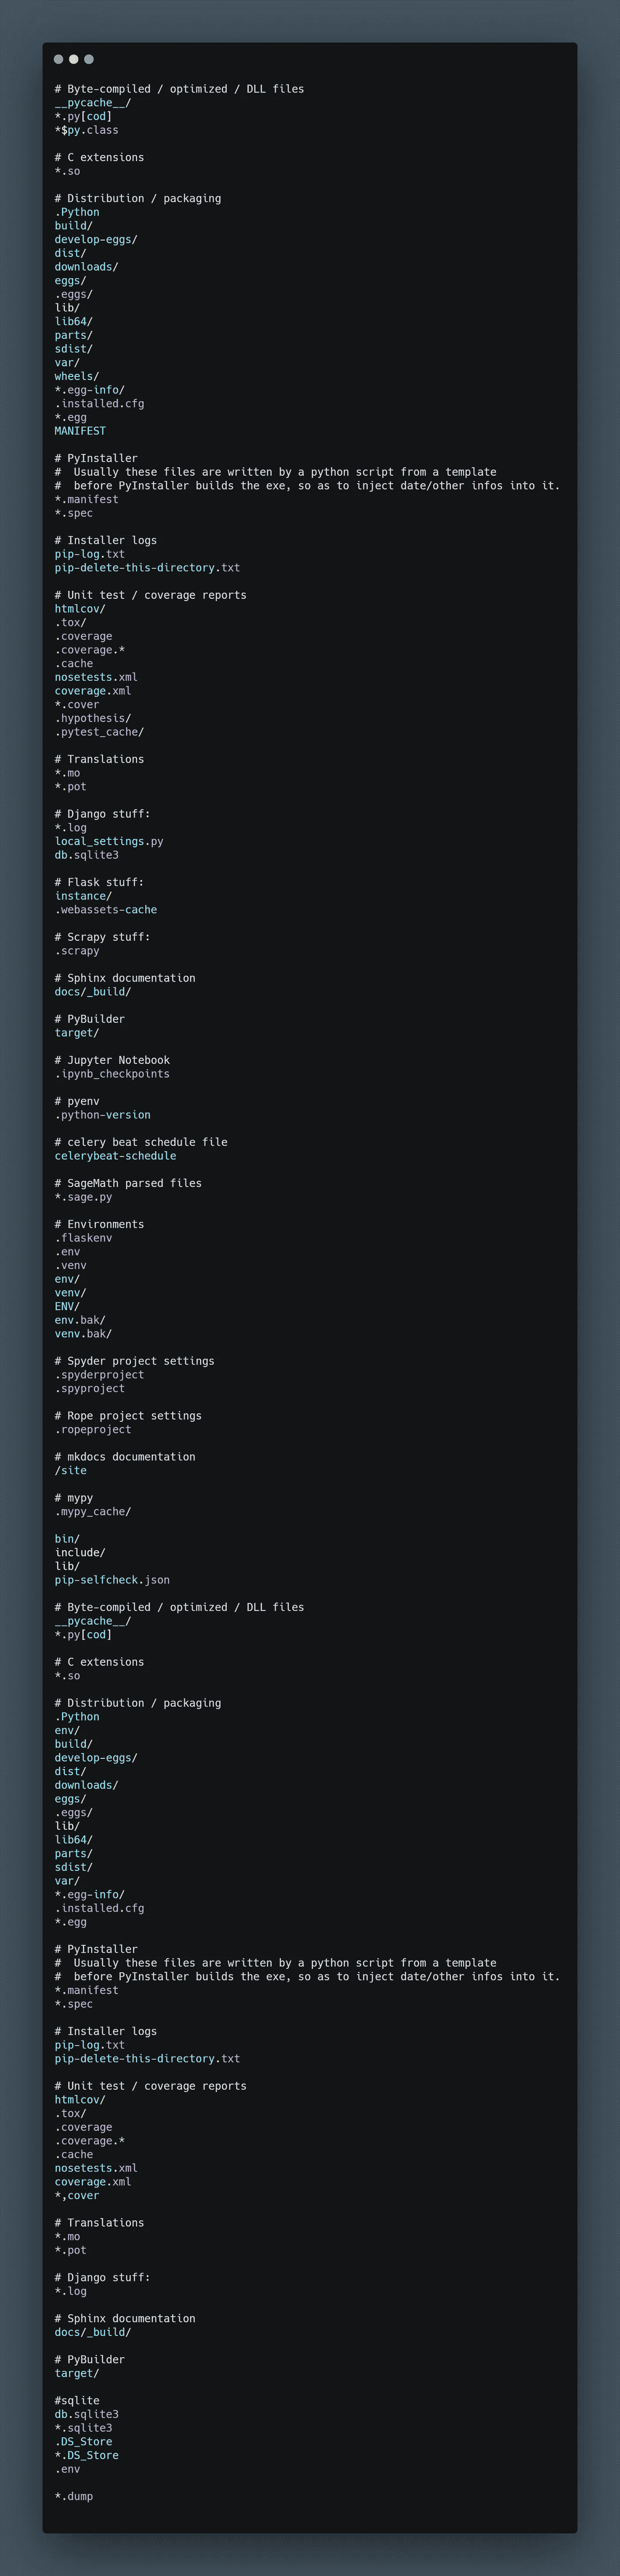 # Byte-compiled / optimized / DLL files
__pycache__/
*.py[cod]
*$py.class

# C extensions
*.so

# Distribution / packaging
.Python
build/
develop-eggs/
dist/
downloads/
eggs/
.eggs/
lib/
lib64/
parts/
sdist/
var/
wheels/
*.egg-info/
.installed.cfg
*.egg
MANIFEST

# PyInstaller
#  Usually these files are written by a python script from a template
#  before PyInstaller builds the exe, so as to inject date/other infos into it.
*.manifest
*.spec

# Installer logs
pip-log.txt
pip-delete-this-directory.txt

# Unit test / coverage reports
htmlcov/
.tox/
.coverage
.coverage.*
.cache
nosetests.xml
coverage.xml
*.cover
.hypothesis/
.pytest_cache/

# Translations
*.mo
*.pot

# Django stuff:
*.log
local_settings.py
db.sqlite3

# Flask stuff:
instance/
.webassets-cache

# Scrapy stuff:
.scrapy

# Sphinx documentation
docs/_build/

# PyBuilder
target/

# Jupyter Notebook
.ipynb_checkpoints

# pyenv
.python-version

# celery beat schedule file
celerybeat-schedule

# SageMath parsed files
*.sage.py

# Environments
.flaskenv
.env
.venv
env/
venv/
ENV/
env.bak/
venv.bak/

# Spyder project settings
.spyderproject
.spyproject

# Rope project settings
.ropeproject

# mkdocs documentation
/site

# mypy
.mypy_cache/

bin/
include/
lib/
pip-selfcheck.json

# Byte-compiled / optimized / DLL files
__pycache__/
*.py[cod]

# C extensions
*.so

# Distribution / packaging
.Python
env/
build/
develop-eggs/
dist/
downloads/
eggs/
.eggs/
lib/
lib64/
parts/
sdist/
var/
*.egg-info/
.installed.cfg
*.egg

# PyInstaller
#  Usually these files are written by a python script from a template
#  before PyInstaller builds the exe, so as to inject date/other infos into it.
*.manifest
*.spec

# Installer logs
pip-log.txt
pip-delete-this-directory.txt

# Unit test / coverage reports
htmlcov/
.tox/
.coverage
.coverage.*
.cache
nosetests.xml
coverage.xml
*,cover

# Translations
*.mo
*.pot

# Django stuff:
*.log

# Sphinx documentation
docs/_build/

# PyBuilder
target/

#sqlite
db.sqlite3
*.sqlite3
.DS_Store
*.DS_Store
.env

*.dump